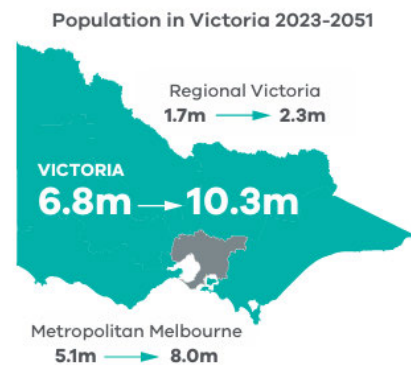 Population in Victoria 2023-2051
Regional Victoria
1.7m → 2.3m
VICTORIA
6.8m → 10.3m
Metropolitan Melbourne
5.1m → 8.0m